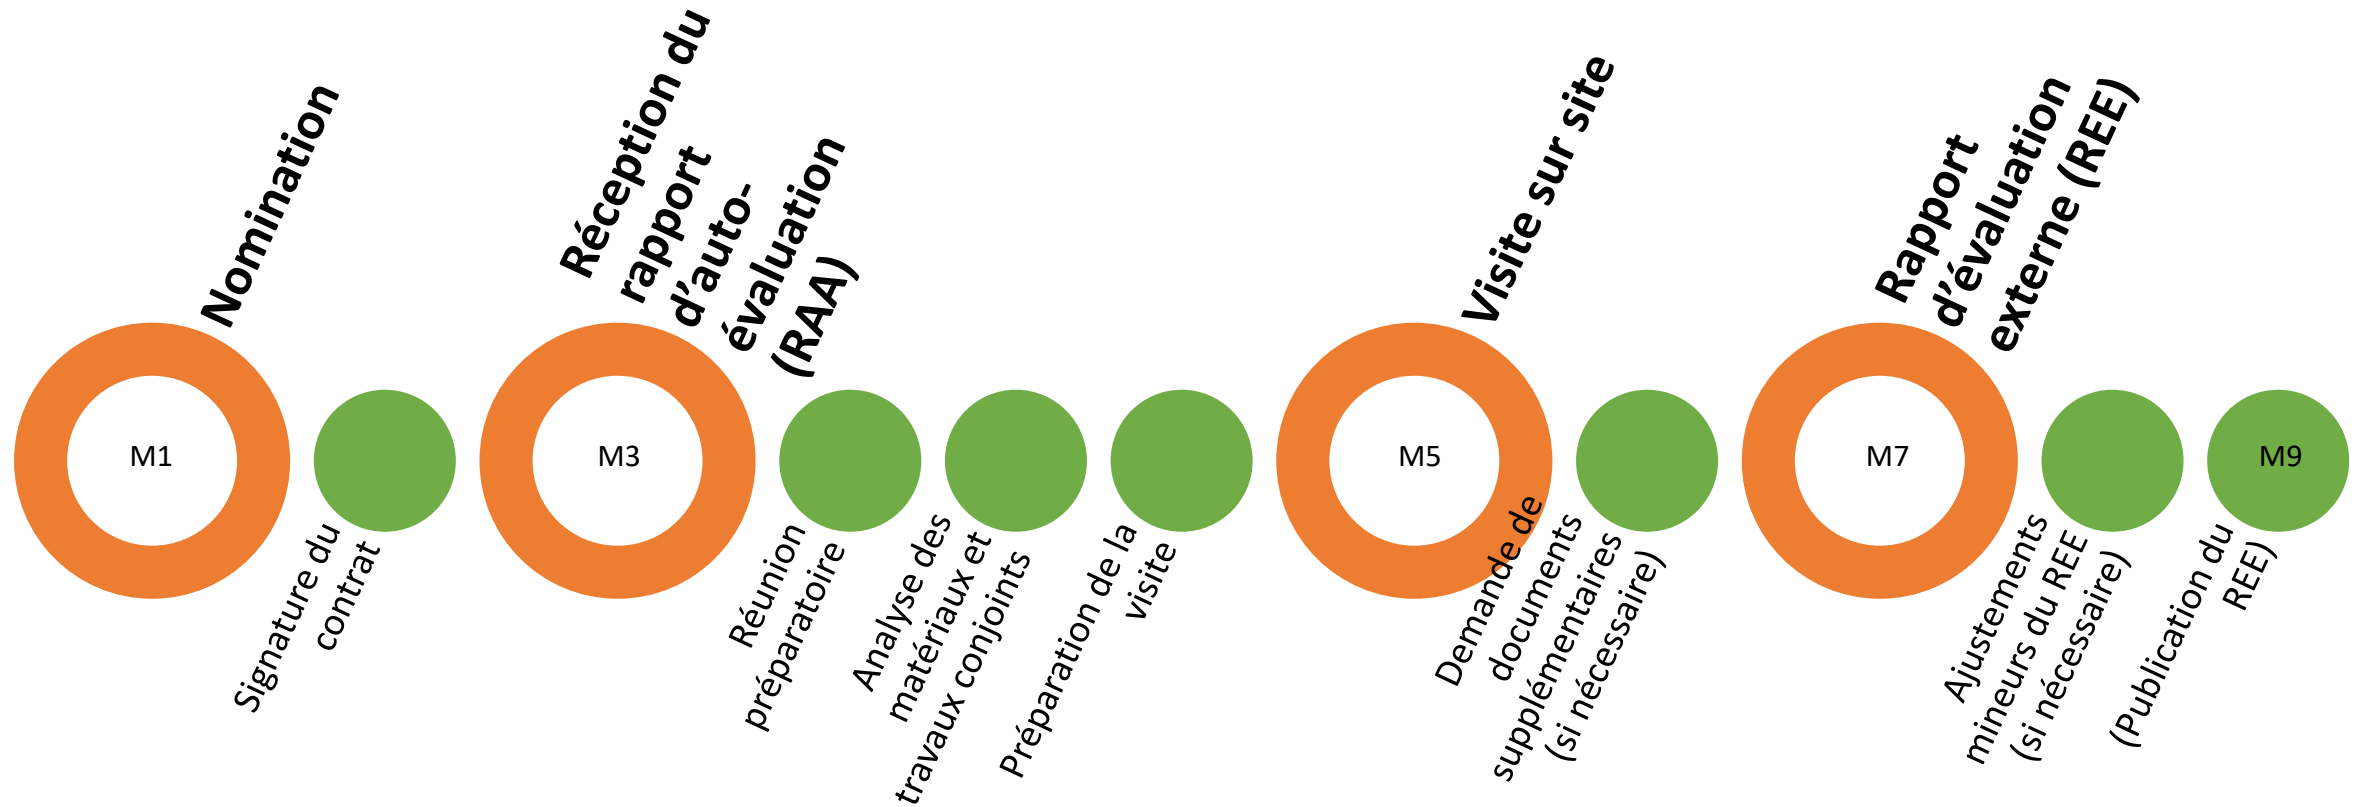 Nomination
M1
Signature du
contrat
Réception du
rapport
d'auto-
évaluation
(RAA)
M3
Réunion
préparatoire
Analyse des
matériaux et
travaux conjoints
Préparation de la
visite
Visite sur site
M5
Demande de
documents
supplémentaires
(si nécessaire)
Rapport
d'évaluation
externe (REE)
M7
Ajustements
mineurs du REE
(si nécessaire)
M9
(Publication du
REE)